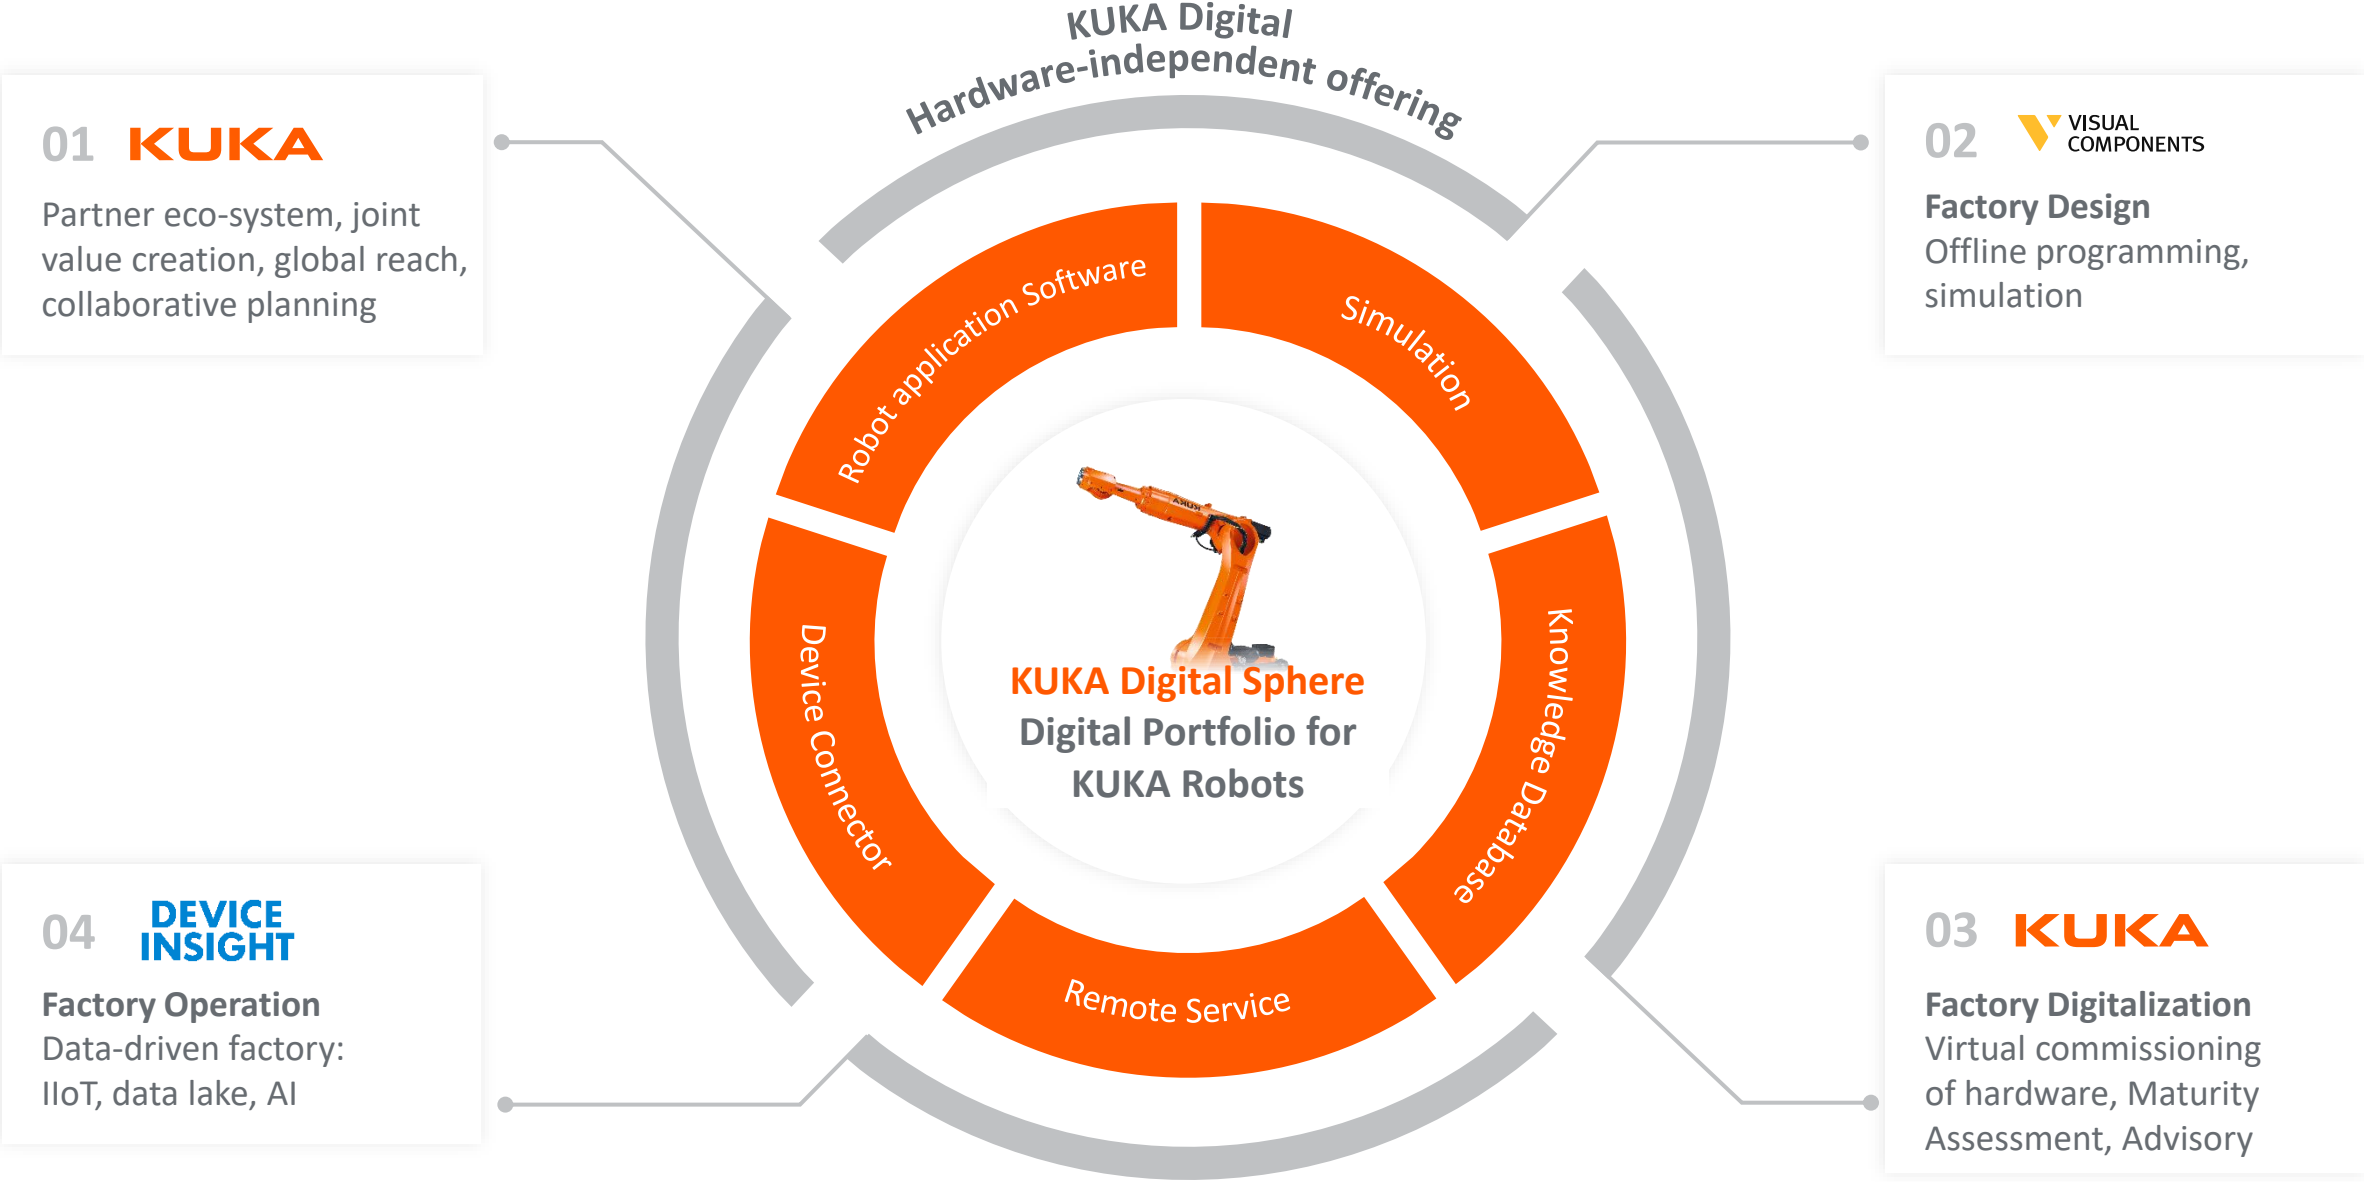 KUKA Digital
Hardware-independent offering
01 KUKA
Partner eco-system, joint
value creation, global reach,
collaborative planning
02 VISUAL
COMPONENTS
Factory Design
Offline programming,
simulation
Robot application Software
Simulation
Device Connector
Knowledge Database
Remote Service
KUKA
KUKA Digital Sphere
Digital Portfolio for
KUKA Robots
04 DEVICE
INSIGHT
Factory Operation
Data-driven factory:
IIoT, data lake, AI
03 KUKA
Factory Digitalization
Virtual commissioning
of hardware, Maturity
Assessment, Advisory